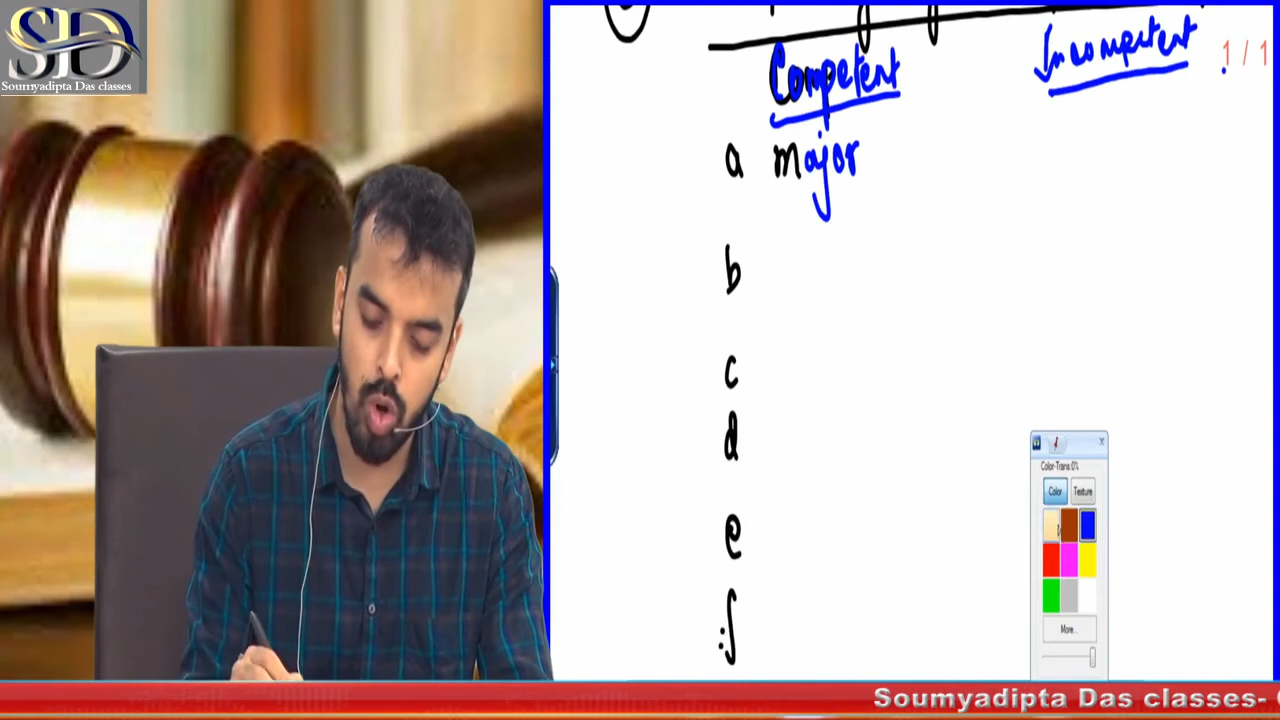 SD
Soumyadipta Das classes
Competent
Incompetent
1 / 1
a major
b
c
d
e
f
Color-Trans:0%
Color
Texture
More...
Soumyadipta Das classes-